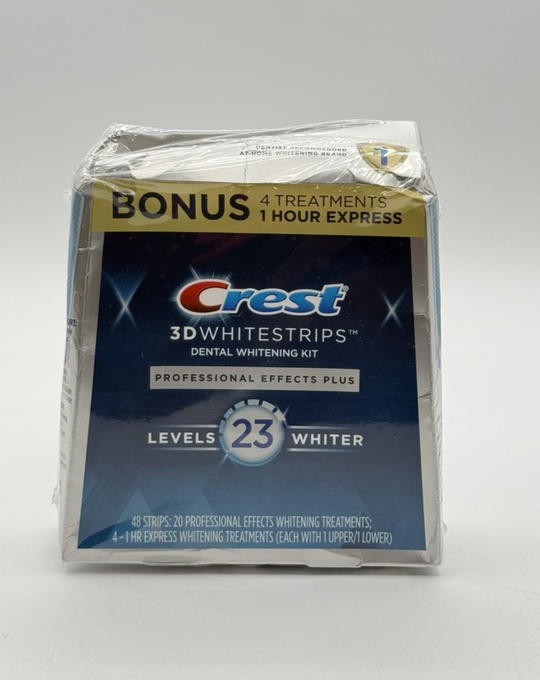 DENTIST RECOMMENDED
AT-HOME WHITENING BRAND
1
BONUS 4 TREATMENTS
1 HOUR EXPRESS
Crest®
3DWHITESTRIPS™
DENTAL WHITENING KIT
PROFESSIONAL EFFECTS PLUS
LEVELS 23 WHITER
48 STRIPS: 20 PROFESSIONAL EFFECTS WHITENING TREATMENTS;
4 - 1 HR EXPRESS WHITENING TREATMENTS (EACH WITH 1 UPPER/1 LOWER)